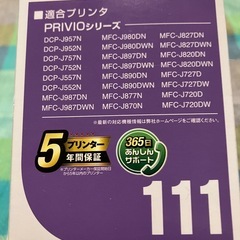 ■適合プリンタ
PRIVIOシリーズ
DCP-J957N MFC-J980DN MFC-J827DN
DCP-J952N MFC-J980DWN MFC-J827DWN
DCP-J757N MFC-J897DN MFC-J820DN
DCP-J752N MFC-J890DN MFC-J820DWN
DCP-J557N MFC-J890DWN MFC-J727D
DCP-J552N MFC-J877N MFC-J727DW
MFC-J987DN MFC-J870N MFC-J720D
MFC-J987DWN MFC-J720DW
※最新の対応機種情報は弊社ホームページをご確認ください。
5 プリンター
年間保証
365日
あんしん
サポート
111